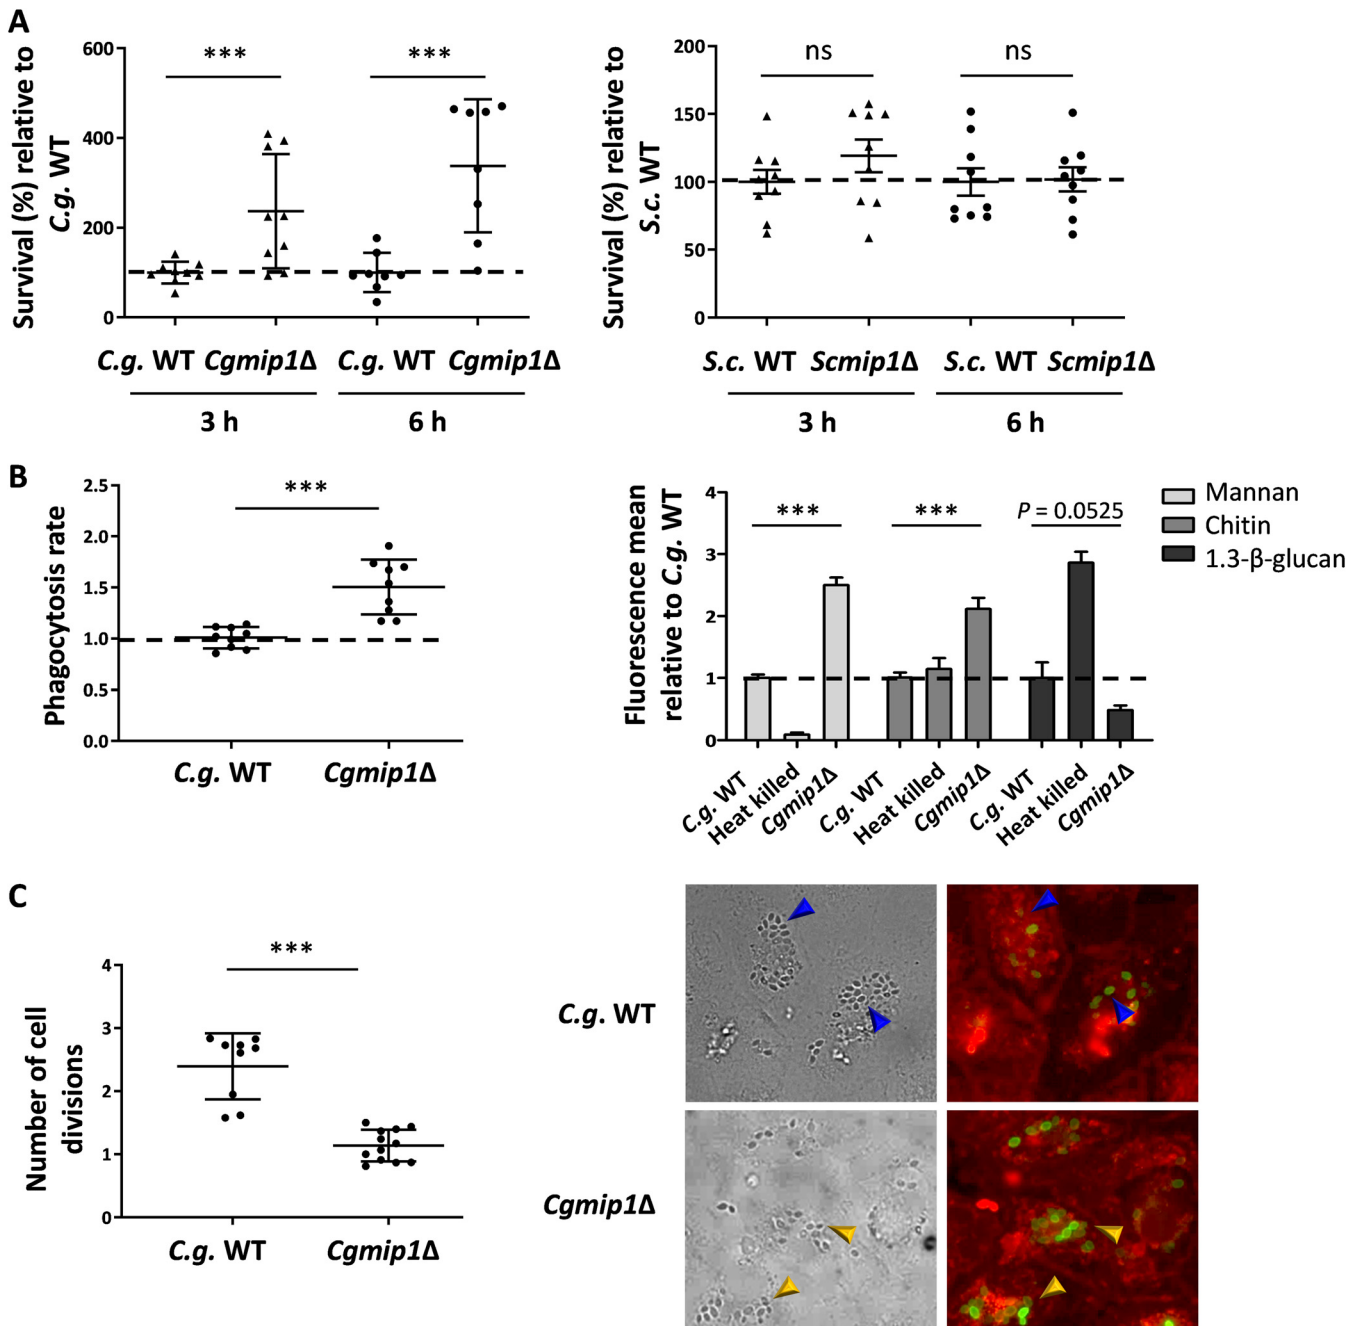 A
Survival (%) relative to
C.g. WT
600
400
200
0
***
***
C.g. WT
Cgmip1Δ
C.g. WT
Cgmip1Δ
3 h
6 h
Survival (%) relative to
S.c. WT
200
150
100
50
0
ns
ns
S.c. WT
Scmip1Δ
S.c. WT
Scmip1Δ
3 h
6 h
B
Phagocytosis rate
2.5
2.0
1.5
1.0
0.5
0.0
***
C.g. WT
Cgmip1Δ
Fluorescence mean
relative to C.g. WT
4
3
2
1
0
***
***
P = 0.0525
Mannan
Chitin
1.3-β-glucan
C.g. WT
Heat killed
Cgmip1Δ
C.g. WT
Heat killed
Cgmip1Δ
C.g. WT
Heat killed
Cgmip1Δ
C
Number of cell
divisions
4
3
2
1
0
***
C.g. WT
Cgmip1Δ
C.g. WT
Cgmip1Δ